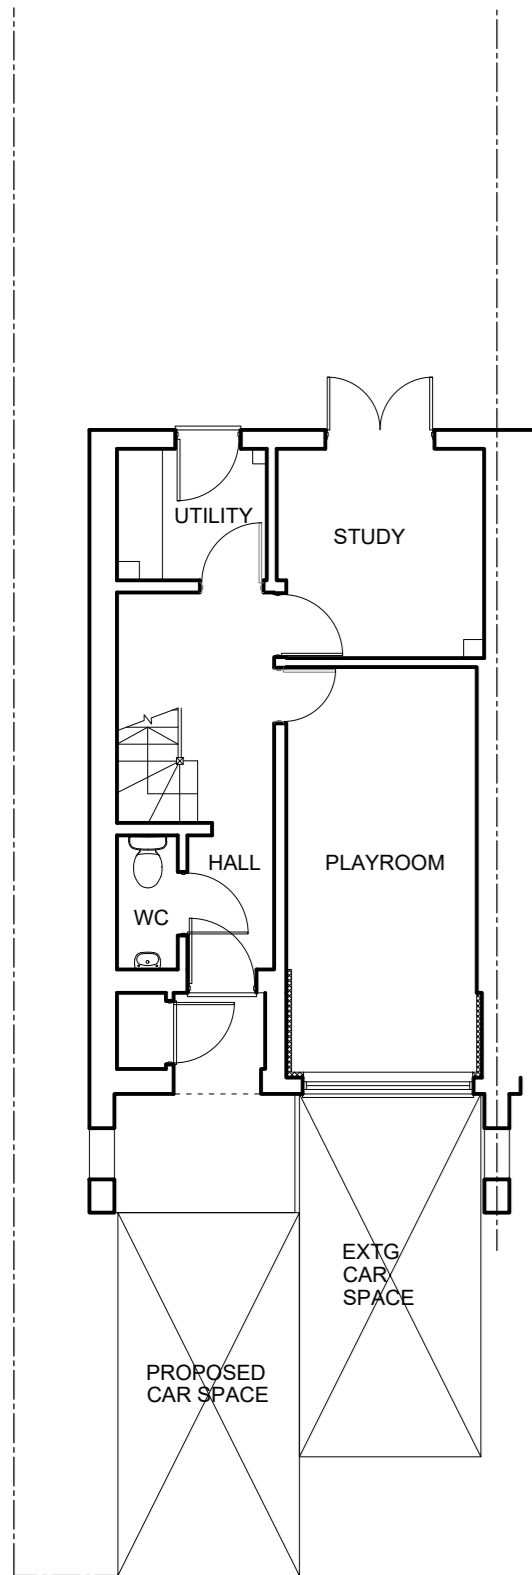 UTILITY
STUDY
HALL
PLAYROOM
WC
EXTG
CAR
SPACE
PROPOSED
CAR SPACE